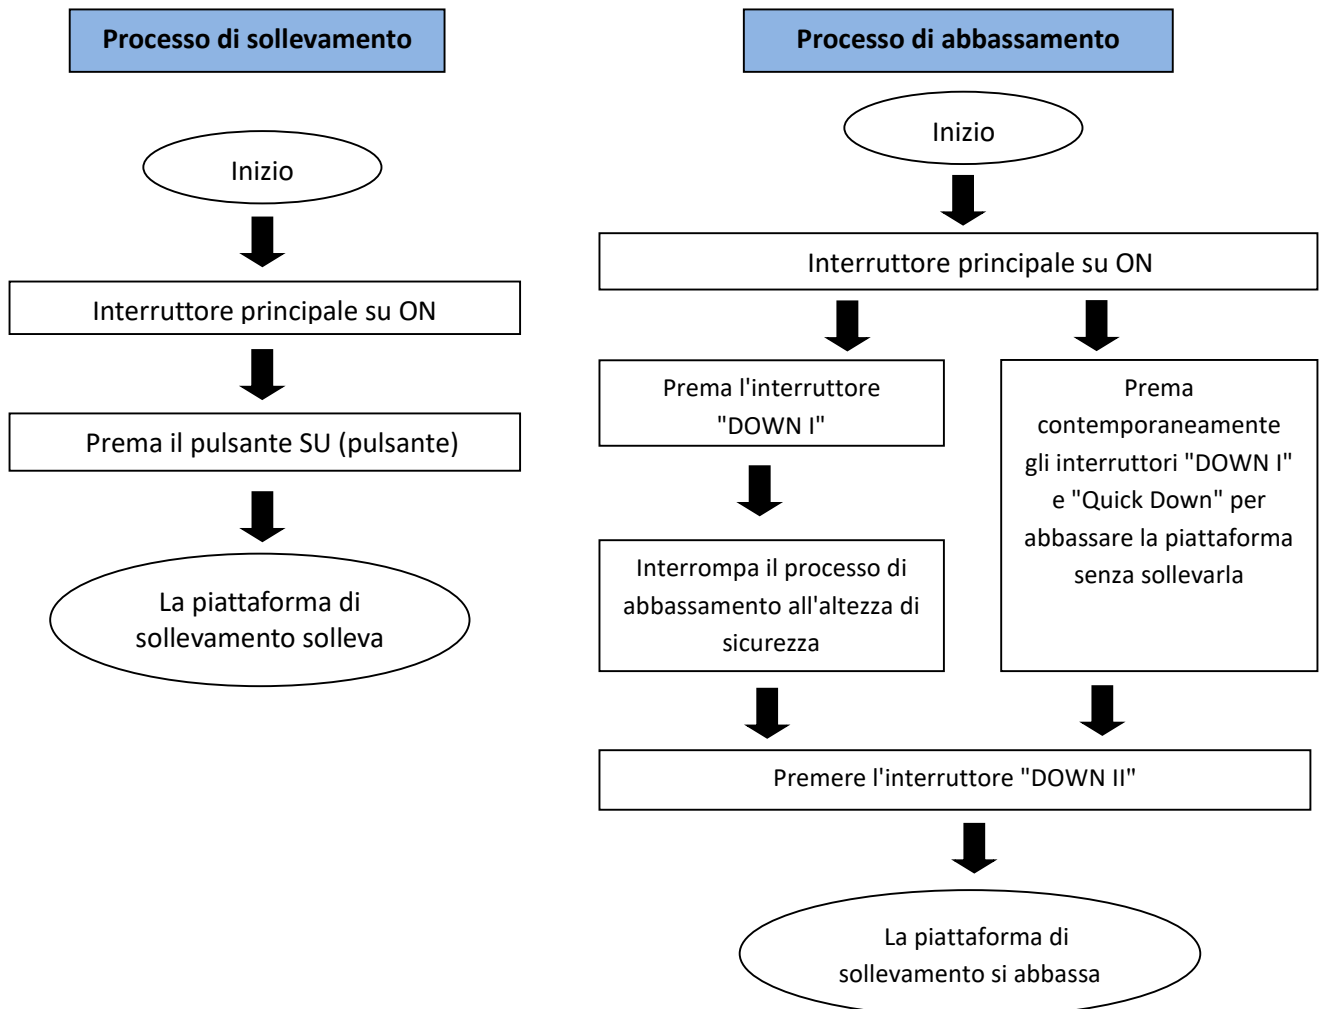 Processo di sollevamento
Inizio
Interruttore principale su ON
Prema il pulsante SU (pulsante)
La piattaforma di
sollevamento solleva
Processo di abbassamento
Inizio
Interruttore principale su ON
Prema l'interruttore
"DOWN I"
Interrompa il processo di
abbassamento all'altezza di
sicurezza
Prema
contemporaneamente
gli interruttori "DOWN I"
e "Quick Down" per
abbassare la piattaforma
senza sollevarla
Premere l'interruttore "DOWN II"
La piattaforma di
sollevamento si abbassa